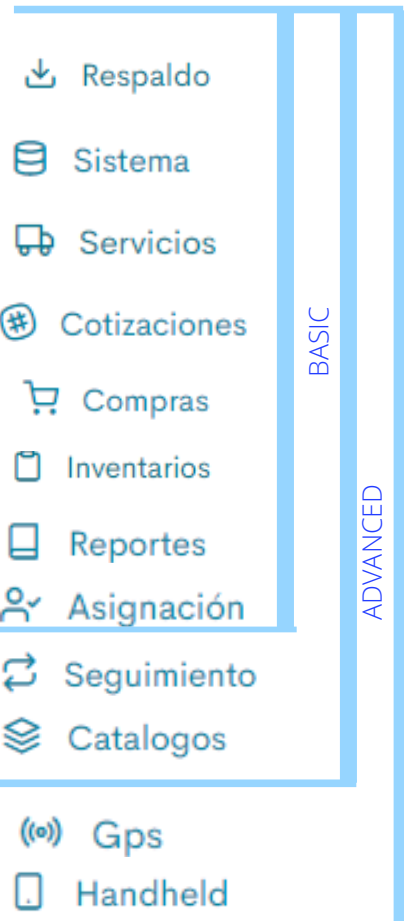 Respaldo
Sistema
Servicios
Cotizaciones
BASIC
Compras
Inventarios
ADVANCED
Reportes
Asignación
Seguimiento
Catalogos
Gps
Handheld